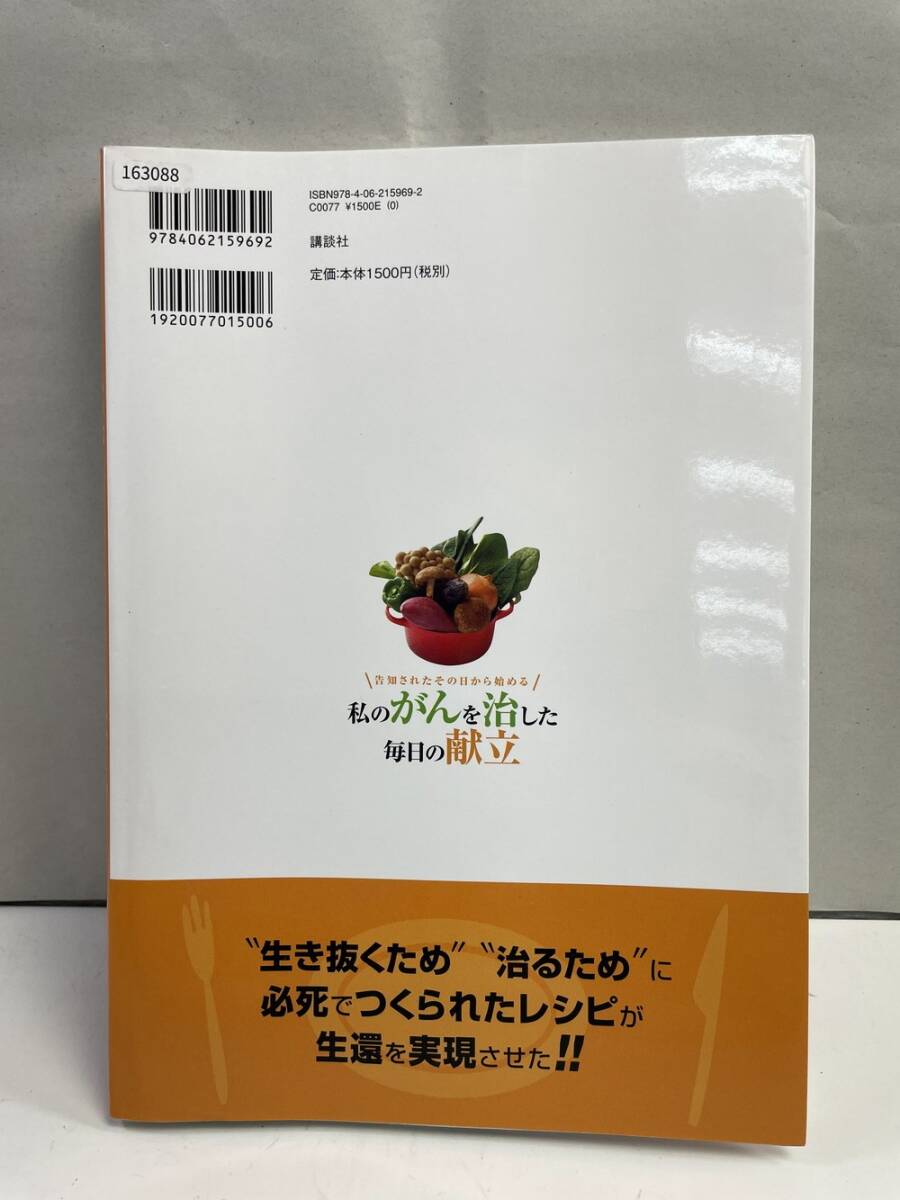 163088
ISBN978-4-06-215969-2
C0077 ¥1500E (0)
9784062159692
講談社
定価:本体1500円(税別)
1920077015006
告知されたその日から始める
私のがんを治した
毎日の献立
〝生き抜くため〟〝治るため〟に
必死でつくられたレシピが
生還を実現させた!!